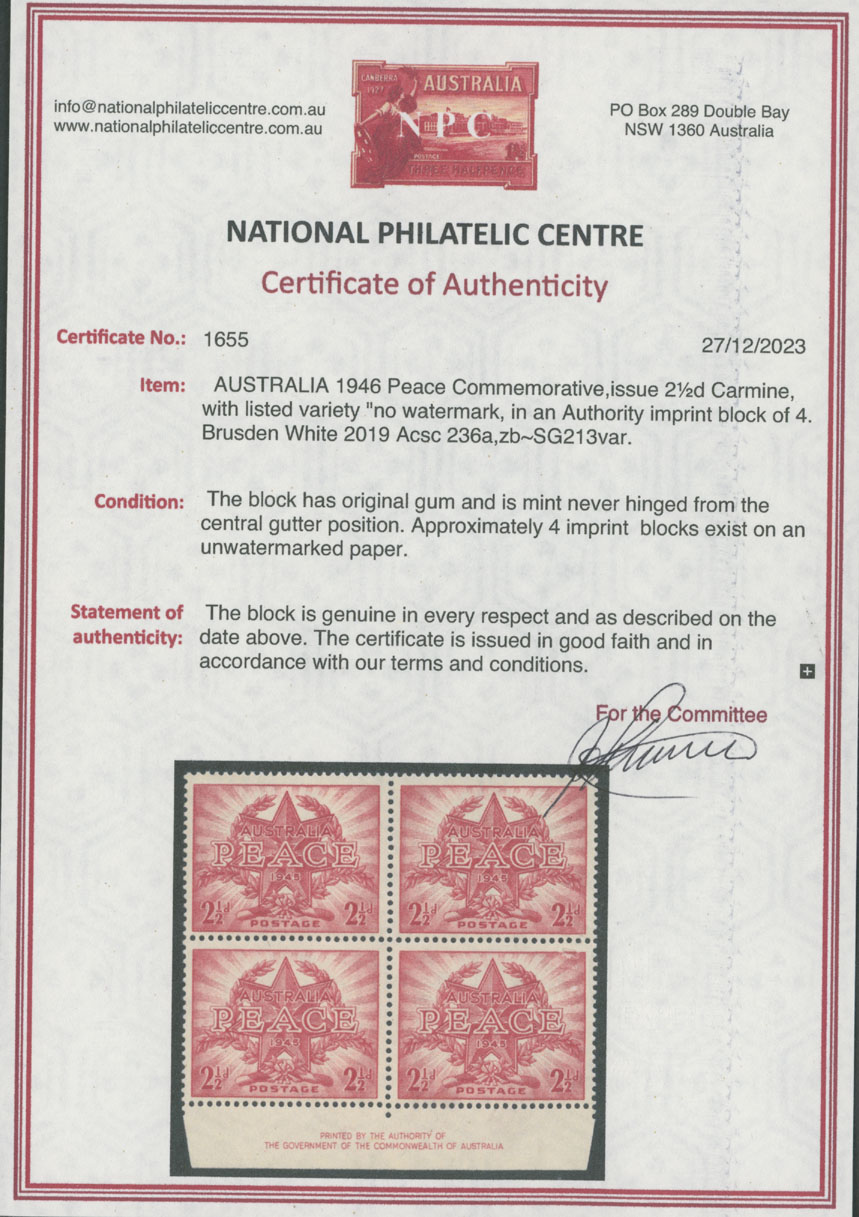 info@nationalphilateliccentre.com.au
www.nationalphilateliccentre.com.au
CANBERRA
1927
AUSTRALIA
NPC
POSTAGE
THREE HALFPENCE
PO Box 289 Double Bay
NSW 1360 Australia
NATIONAL PHILATELIC CENTRE
Certificate of Authenticity
Certificate No.: 1655
27/12/2023
Item: AUSTRALIA 1946 Peace Commemorative,issue 2½d Carmine,
with listed variety "no watermark, in an Authority imprint block of 4.
Brusden White 2019 Acsc 236a,zb~SG213var.
Condition: The block has original gum and is mint never hinged from the
central gutter position. Approximately 4 imprint blocks exist on an
unwatermarked paper.
Statement of authenticity: The block is genuine in every respect and as described on the
date above. The certificate is issued in good faith and in
accordance with our terms and conditions.
For the Committee
AUSTRALIA
PEACE
1945
2½d 2½d
POSTAGE
AUSTRALIA
PEACE
1945
2½d 2½d
POSTAGE
AUSTRALIA
PEACE
1945
2½d 2½d
POSTAGE
AUSTRALIA
PEACE
1945
2½d 2½d
POSTAGE
PRINTED BY THE AUTHORITY OF
THE GOVERNMENT OF THE COMMONWEALTH OF AUSTRALIA